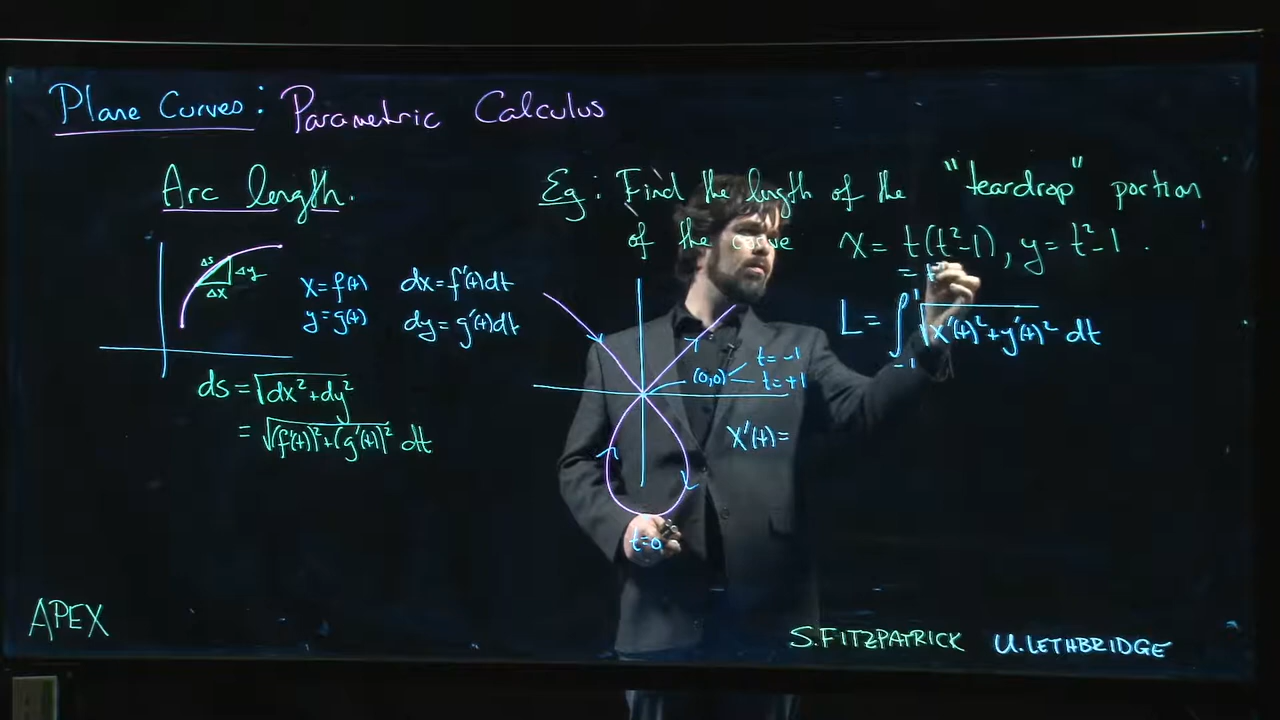 Plane Curves: Parametric Calculus
Arc length.
Δs
Δy
Δx
x=f(t) dx=f'(t)dt
y=g(t) dy=g'(t)dt
ds = √(dx²+dy²)
= √((f'(t))²+(g'(t))²) dt
Eg: Find the length of the "teardrop" portion
of the curve x= t(t²-1), y= t²-1.
=
L= ∫₋₁¹ √(x'(t)²+y'(t)²) dt
(0,0)
t=-1
t=+1
x'(t)=
t=0
APEX
S.FITZPATRICK U.LETHBRIDGE